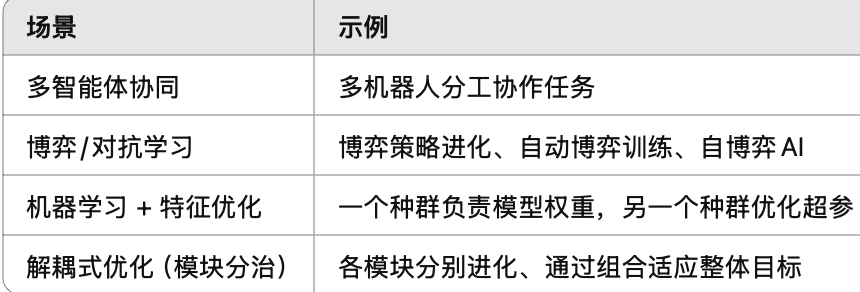 场景 示例
多智能体协同 多机器人分工协作任务
博弈/对抗学习 博弈策略进化、自动博弈训练、自博弈 AI
机器学习 + 特征优化 一个种群负责模型权重，另一个种群优化超参
解耦式优化（模块分治） 各模块分别进化、通过组合适应整体目标